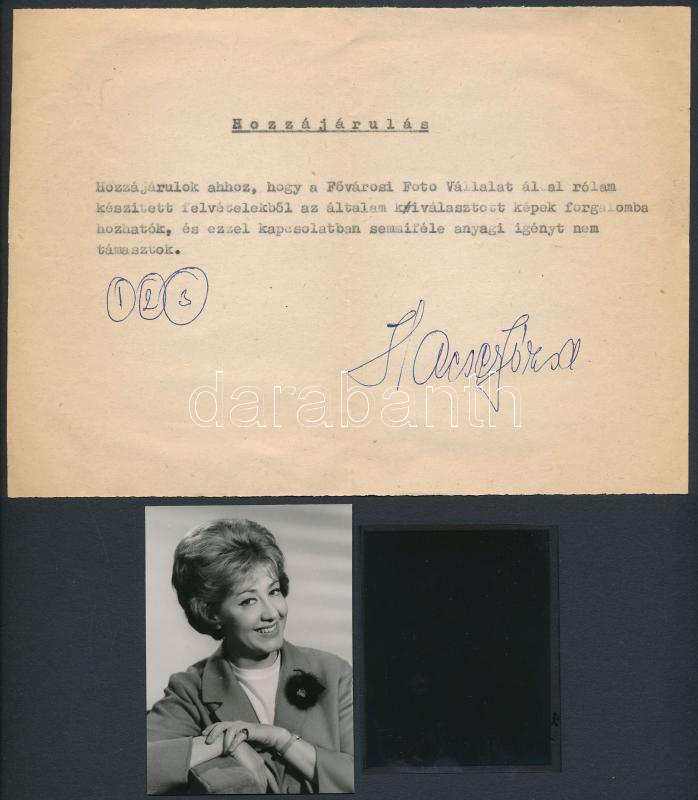 Hozzájárulás
Hozzájárulok ahhoz, hogy a Fővárosi Foto Vállalat által rólam
készitett felvételekből az általam kiválasztott képek forgalomba
hozhatók, és ezzel kapcsolatban semmiféle anyagi igényt nem
támasztok.
1 2 3
darabanth